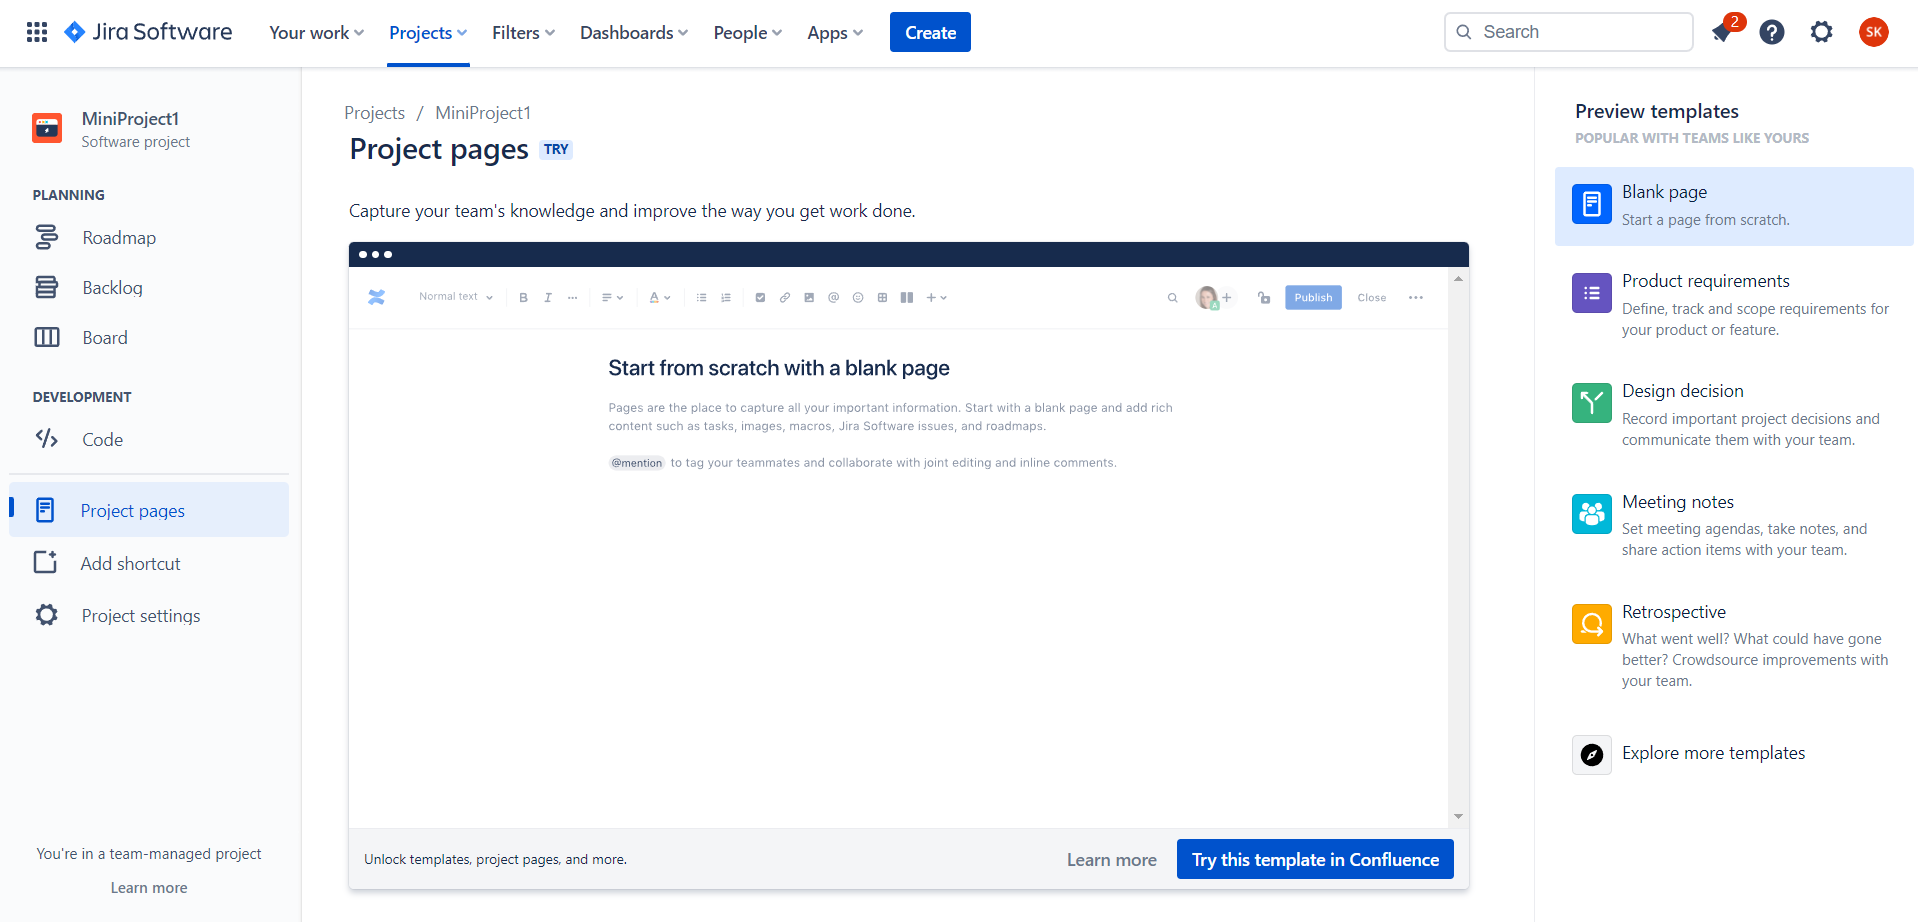 Jira Software
Your work
Projects
Filters
Dashboards
People
Apps
Create
Search
2
SK
MiniProject1
Software project
PLANNING
Roadmap
Backlog
Board
DEVELOPMENT
Code
Project pages
Add shortcut
Project settings
You're in a team-managed project
Learn more
Projects / MiniProject1
Project pages TRY
Capture your team's knowledge and improve the way you get work done.
Normal text B I ... A @ +
A + Publish Close ...
Start from scratch with a blank page
Pages are the place to capture all your important information. Start with a blank page and add rich
content such as tasks, images, macros, Jira Software issues, and roadmaps.
@mention to tag your teammates and collaborate with joint editing and inline comments.
Unlock templates, project pages, and more.
Learn more
Try this template in Confluence
Preview templates
POPULAR WITH TEAMS LIKE YOURS
Blank page
Start a page from scratch.
Product requirements
Define, track and scope requirements for
your product or feature.
Design decision
Record important project decisions and
communicate them with your team.
Meeting notes
Set meeting agendas, take notes, and
share action items with your team.
Retrospective
What went well? What could have gone
better? Crowdsource improvements with
your team.
Explore more templates